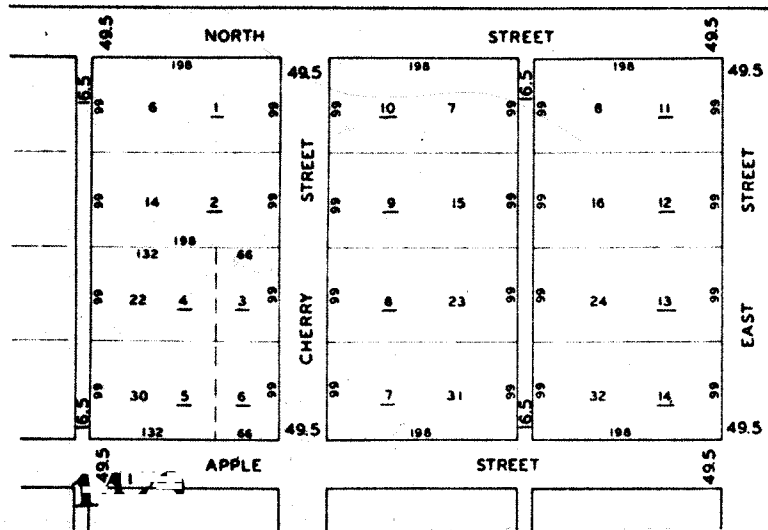 49.5 NORTH STREET 49.5
198 49.5 198 198 49.5
16.5 16.5
99 6 1 99 99 10 7 99 99 8 11 99
STREET STREET
99 14 2 99 99 9 15 99 99 16 12 99
198
132 66
99 22 4 3 99 99 8 23 99 99 24 13 99
CHERRY EAST
99 30 5 6 99 99 7 31 99 99 32 14 99
16.5 16.5
132 66 49.5 198 198 49.5
49.5 APPLE STREET 49.5